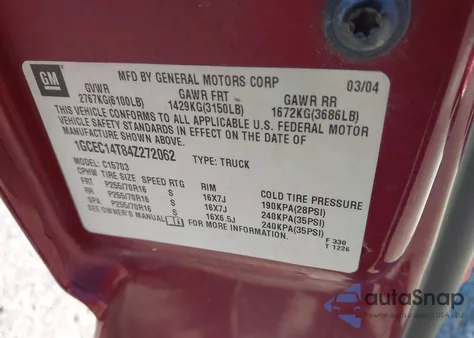 GM
MFD BY GENERAL MOTORS CORP 03/04
GVWR GAWR FRT GAWR RR
2767KG(6100LB) 1429KG(3150LB) 1672KG(3686LB)
THIS VEHICLE CONFORMS TO ALL APPLICABLE U.S. FEDERAL MOTOR
VEHICLE SAFETY STANDARDS IN EFFECT ON THE DATE OF
MANUFACTURE SHOWN ABOVE.
1GCEC14T84Z272062 TYPE: TRUCK
MODEL: C15703
CPHM TIRE SIZE SPEED RTG RIM COLD TIRE PRESSURE
FRT P255/70R16 S 16X7J 190KPA(28PSI)
RR P255/70R16 S 16X7J 240KPA(35PSI)
SPA P255/70R16 S 16X6.5J 240KPA(35PSI)
SEE OWNER'S MANUAL FOR MORE INFORMATION.
F 330
T 1226
autoSnap